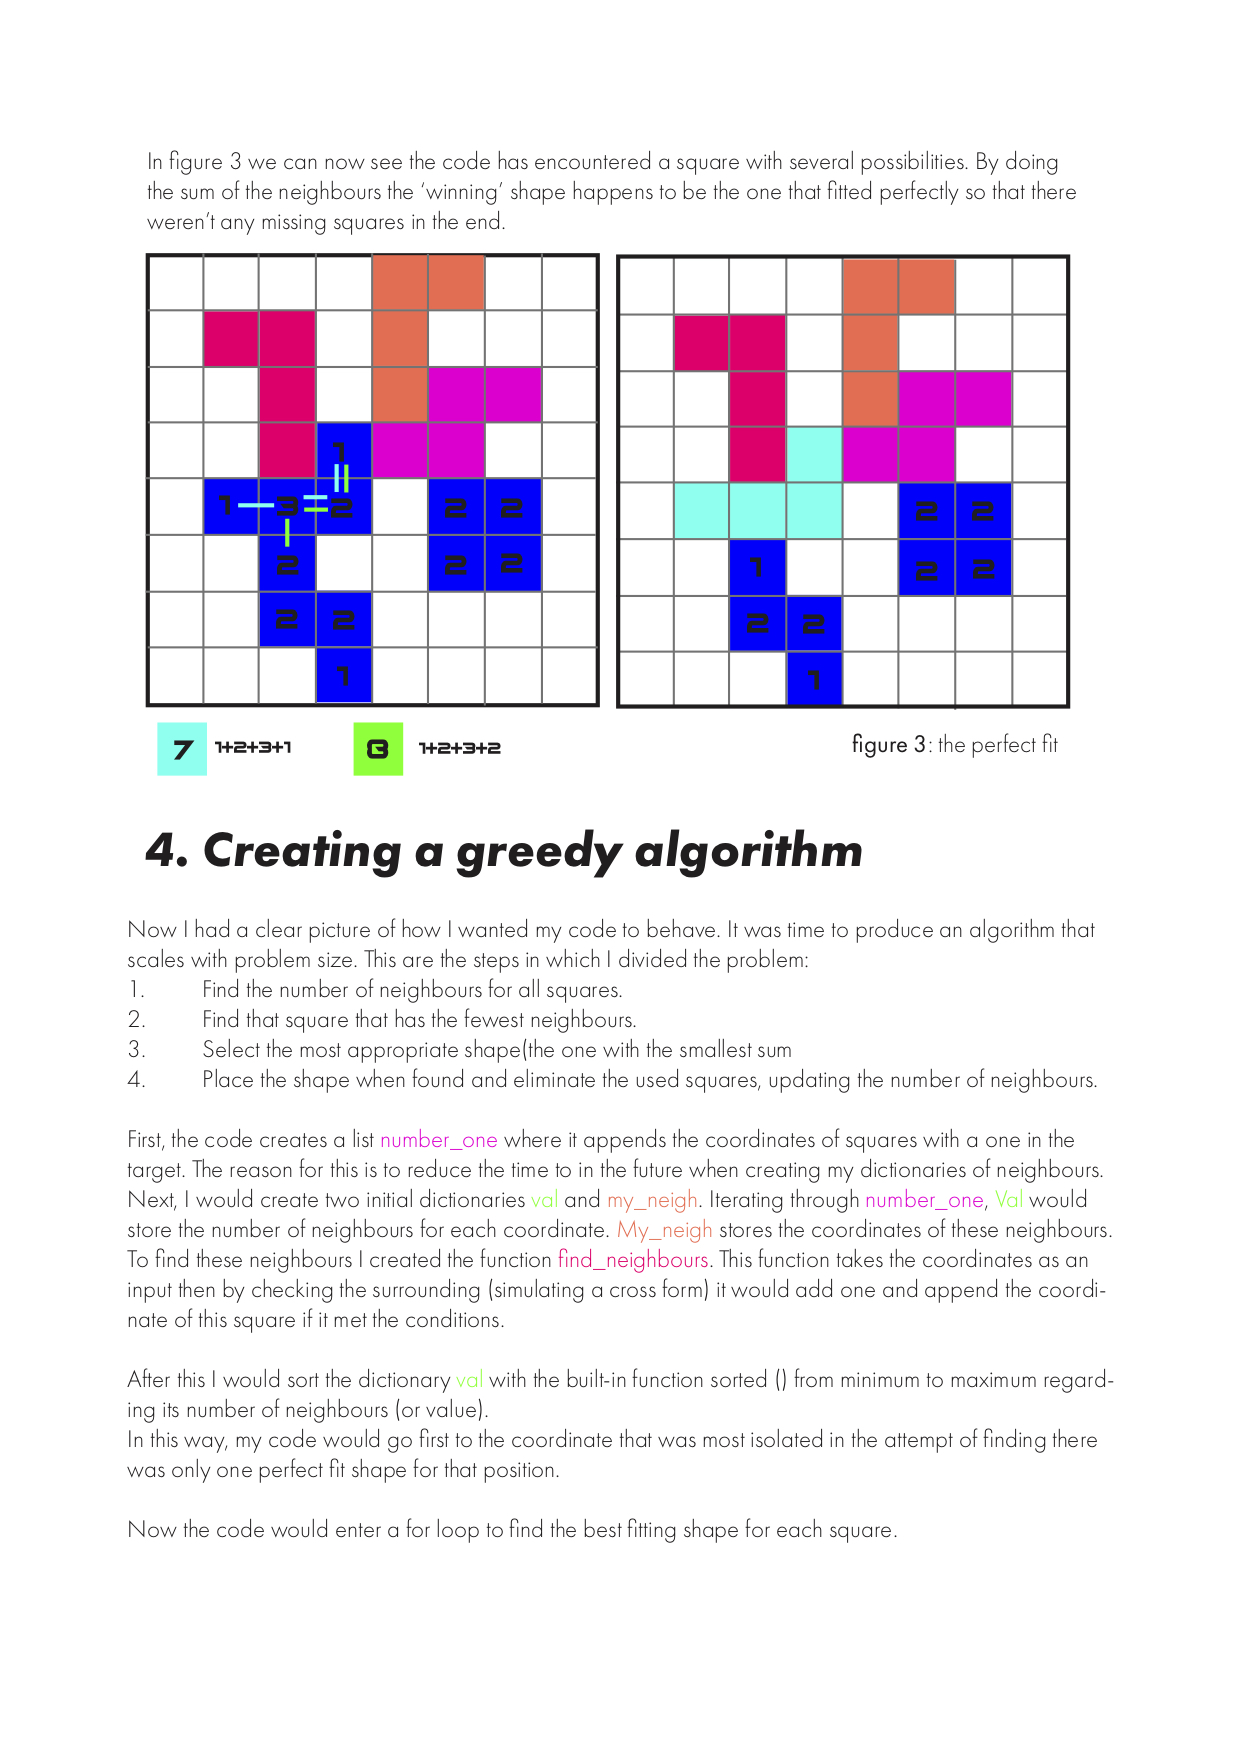 In figure 3 we can now see the code has encountered a square with several possibilities. By doing
the sum of the neighbours the ‘winning’ shape happens to be the one that fitted perfectly so that there
weren’t any missing squares in the end.
1
1 3 2 2 2
2 2 2
2 2
1
2 2
1 2 2
2 2
1
7 1+2+3+1 8 1+2+3+2
figure 3: the perfect fit
4. Creating a greedy algorithm
Now I had a clear picture of how I wanted my code to behave. It was time to produce an algorithm that
scales with problem size. This are the steps in which I divided the problem:
1. Find the number of neighbours for all squares.
2. Find that square that has the fewest neighbours.
3. Select the most appropriate shape(the one with the smallest sum
4. Place the shape when found and eliminate the used squares, updating the number of neighbours.
First, the code creates a list number_one where it appends the coordinates of squares with a one in the
target. The reason for this is to reduce the time to in the future when creating my dictionaries of neighbours.
Next, I would create two initial dictionaries val and my_neigh. Iterating through number_one, Val would
store the number of neighbours for each coordinate. My_neigh stores the coordinates of these neighbours.
To find these neighbours I created the function find_neighbours. This function takes the coordinates as an
input then by checking the surrounding (simulating a cross form) it would add one and append the coordi-
nate of this square if it met the conditions.
After this I would sort the dictionary val with the built-in function sorted () from minimum to maximum regard-
ing its number of neighbours (or value).
In this way, my code would go first to the coordinate that was most isolated in the attempt of finding there
was only one perfect fit shape for that position.
Now the code would enter a for loop to find the best fitting shape for each square.